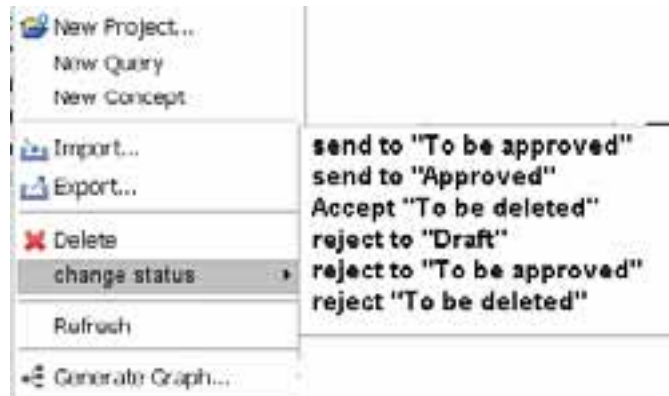 New Project...
New Query
New Concept
Import...
Export...
Delete
change status
Refresh
Generate Graph...
send to "To be approved"
send to "Approved"
Accept "To be deleted"
reject to "Draft"
reject to "To be approved"
reject "To be deleted"